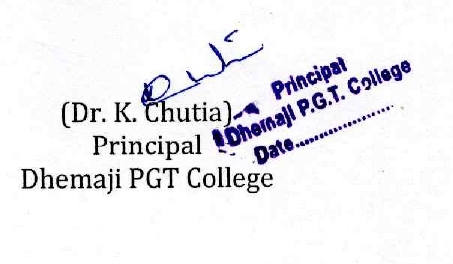 (Dr. K. Chutia)
Principal
Dhemaji PGT College
Principal
Dhemaji P.G.T. College
Date....................